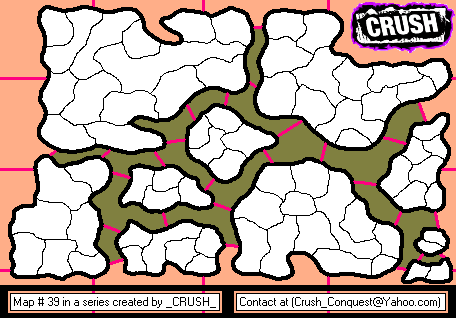 CRUSH
Map # 39 in a series created by _CRUSH_
Contact at (Crush_Conquest@Yahoo.com)